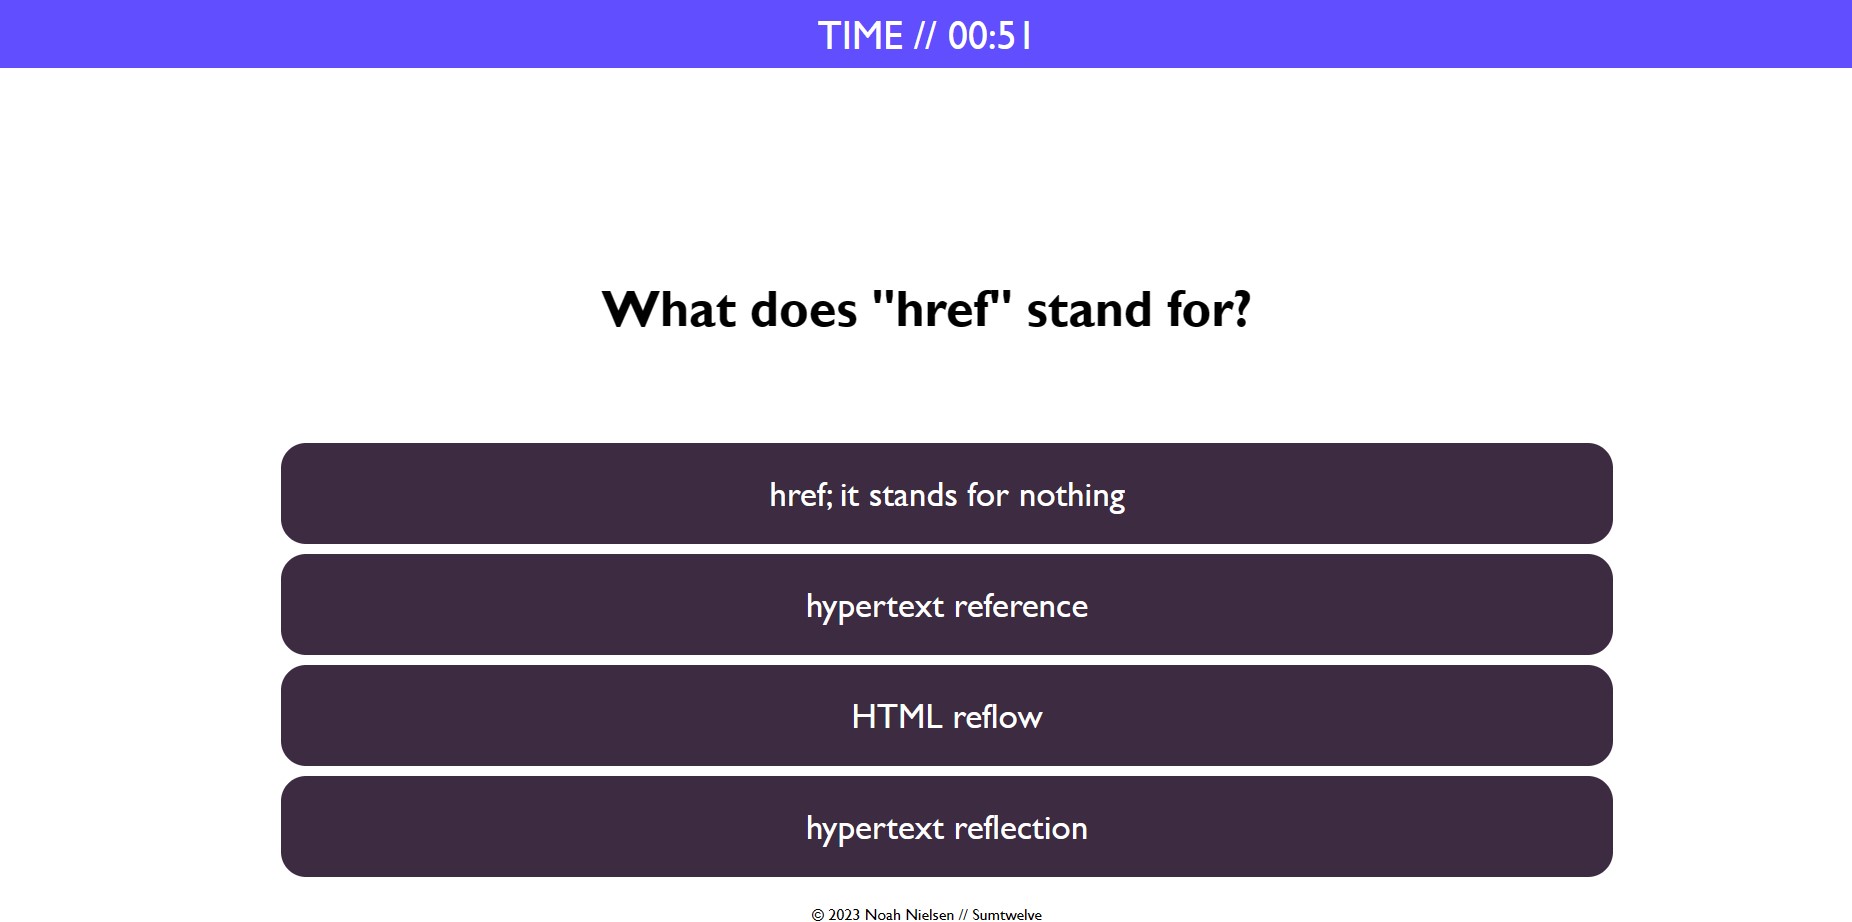 TIME // 00:51
What does "href" stand for?
href; it stands for nothing
hypertext reference
HTML reflow
hypertext reflection
© 2023 Noah Nielsen // Sumtwelve